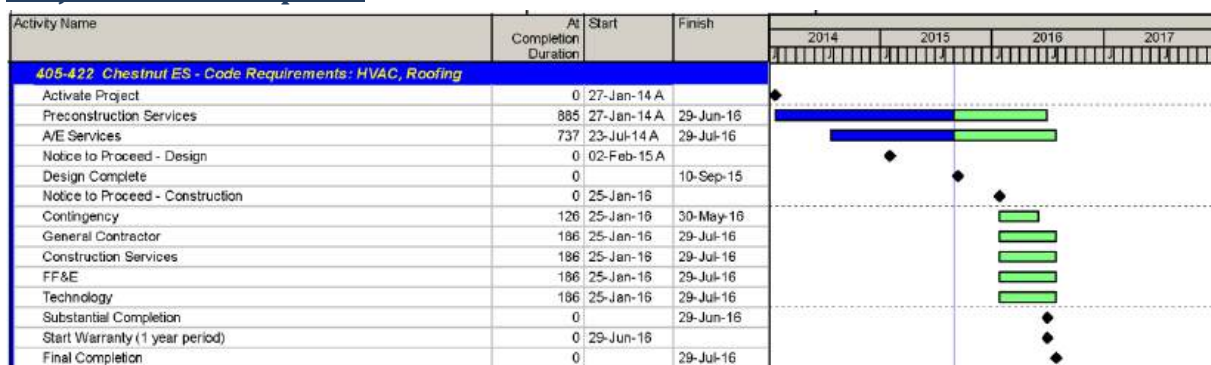 Activity Name At Completion Duration Start Finish
2014 2015 2016 2017
J J J J J J J
405-422 Chestnut ES - Code Requirements: HVAC, Roofing
Activate Project 0 27-Jan-14 A
Preconstruction Services 885 27-Jan-14 A 29-Jun-16
A/E Services 737 23-Jul-14 A 29-Jul-16
Notice to Proceed - Design 0 02-Feb-15 A
Design Complete 0 10-Sep-15
Notice to Proceed - Construction 0 25-Jan-16
Contingency 126 25-Jan-16 30-May-16
General Contractor 186 25-Jan-16 29-Jul-16
Construction Services 186 25-Jan-16 29-Jul-16
FF&E 186 25-Jan-16 29-Jul-16
Technology 186 25-Jan-16 29-Jul-16
Substantial Completion 0 29-Jun-16
Start Warranty (1 year period) 0 29-Jun-16
Final Completion 0 29-Jul-16